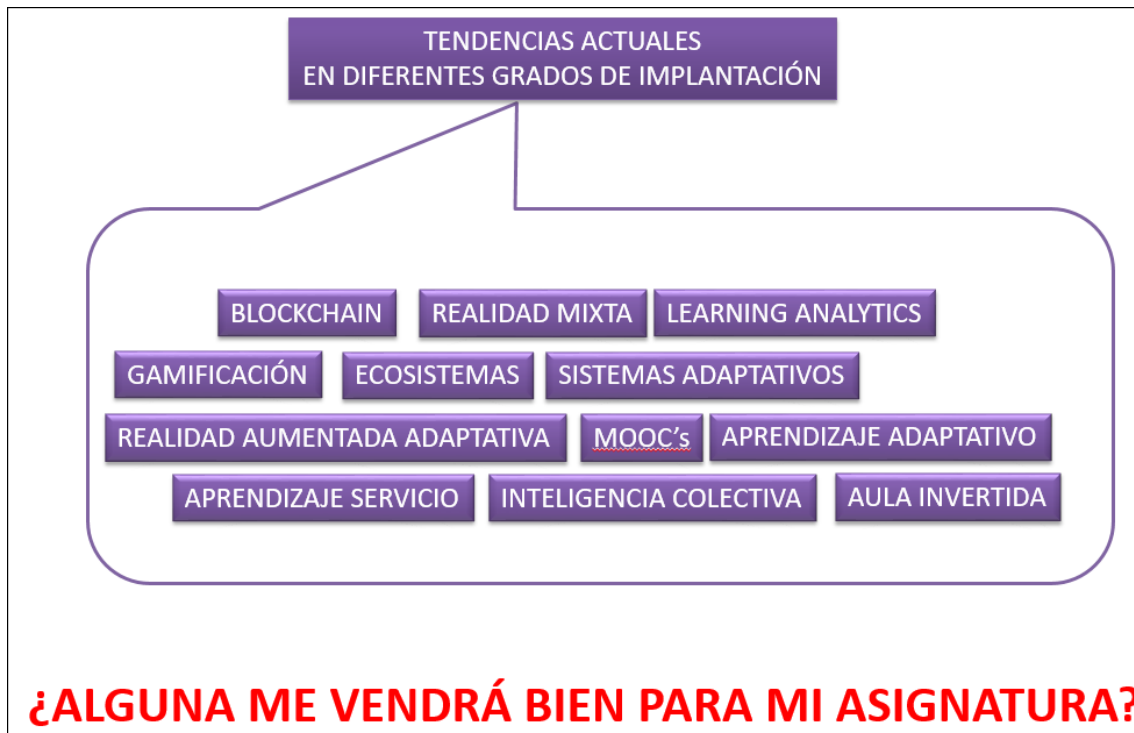 TENDENCIAS ACTUALES
EN DIFERENTES GRADOS DE IMPLANTACIÓN
BLOCKCHAIN REALIDAD MIXTA LEARNING ANALYTICS
GAMIFICACIÓN ECOSISTEMAS SISTEMAS ADAPTATIVOS
REALIDAD AUMENTADA ADAPTATIVA MOOC's APRENDIZAJE ADAPTATIVO
APRENDIZAJE SERVICIO INTELIGENCIA COLECTIVA AULA INVERTIDA
¿ALGUNA ME VENDRÁ BIEN PARA MI ASIGNATURA?